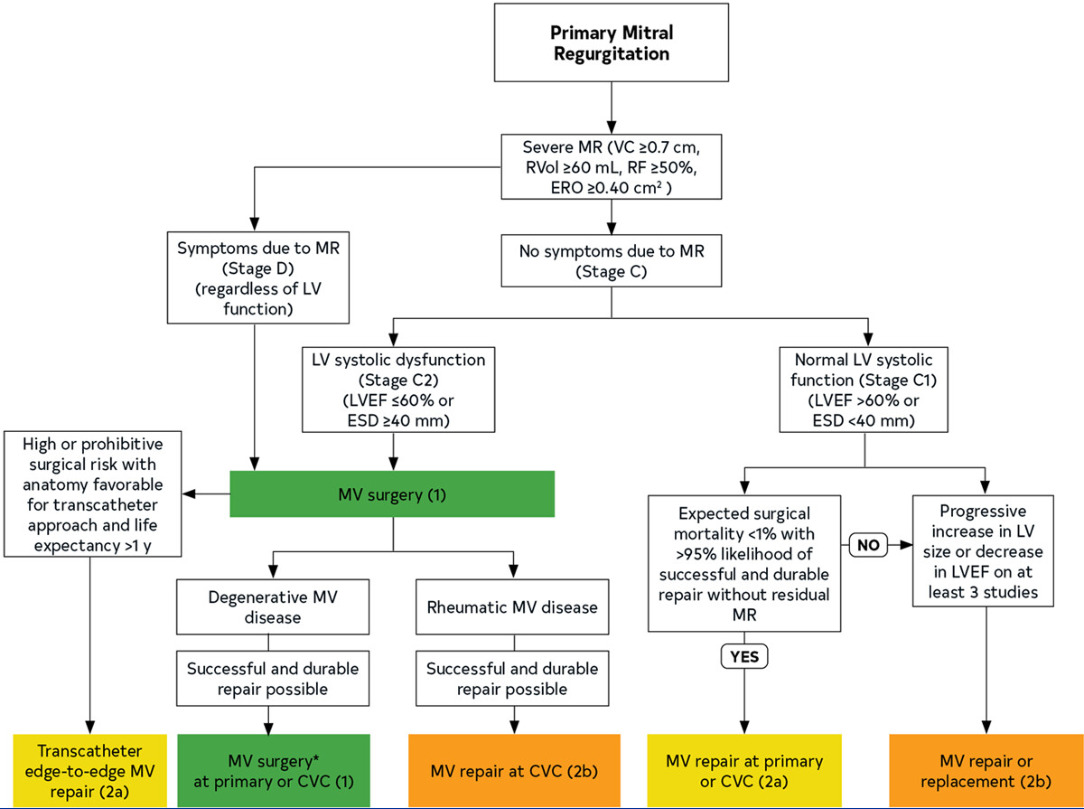 Primary Mitral
Regurgitation
Severe MR (VC ≥0.7 cm,
RVol ≥60 mL, RF ≥50%,
ERO ≥0.40 cm²)
Symptoms due to MR
(Stage D)
(regardless of LV
function)
No symptoms due to MR
(Stage C)
LV systolic dysfunction
(Stage C2)
(LVEF ≤60% or
ESD ≥40 mm)
Normal LV systolic
function (Stage C1)
(LVEF >60% or
ESD <40 mm)
High or prohibitive
surgical risk with
anatomy favorable
for transcatheter
approach and life
expectancy >1 y
MV surgery (1)
Expected surgical
mortality <1% with
>95% likelihood of
successful and durable
repair without residual
MR
NO
Progressive
increase in LV
size or decrease
in LVEF on at
least 3 studies
Degenerative MV
disease
Rheumatic MV disease
YES
Successful and durable
repair possible
Successful and durable
repair possible
Transcatheter
edge-to-edge MV
repair (2a)
MV surgery*
at primary or CVC (1)
MV repair at CVC (2b)
MV repair at primary
or CVC (2a)
MV repair or
replacement (2b)